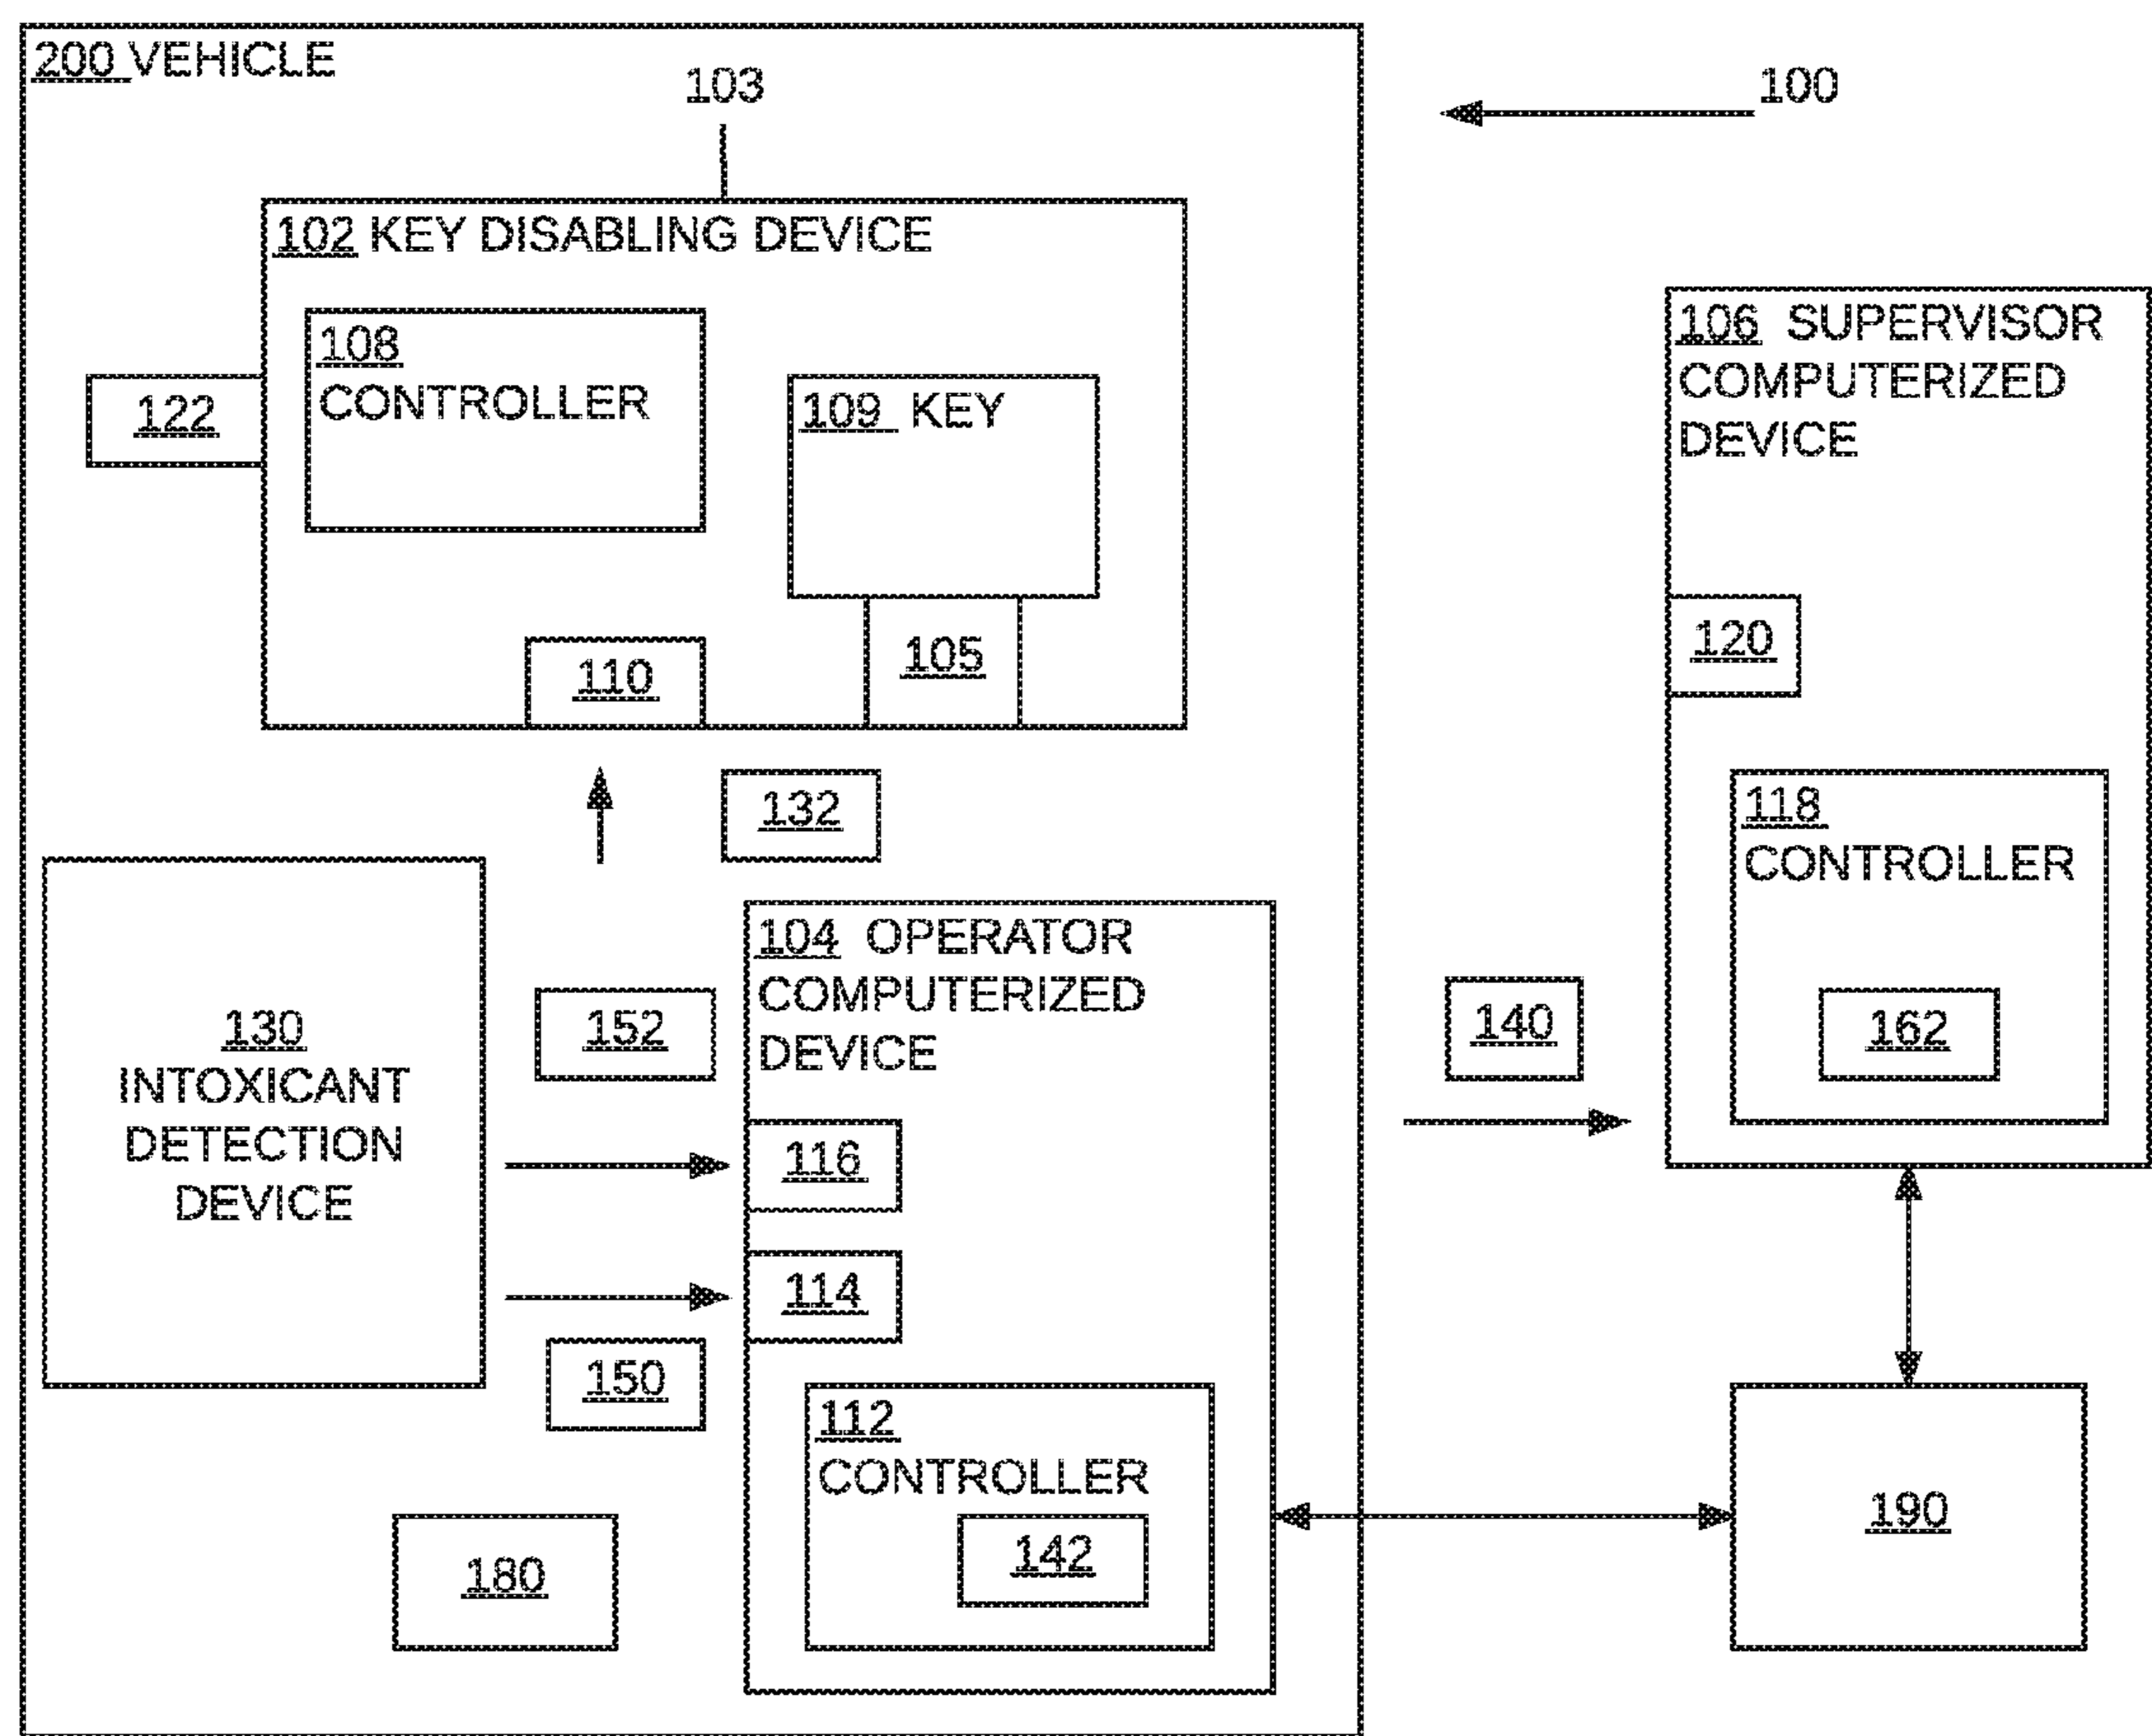 200 VEHICLE
103
100
102 KEY DISABLING DEVICE
108
CONTROLLER
109 KEY
122
105
110
106 SUPERVISOR
COMPUTERIZED
DEVICE
120
118
CONTROLLER
162
132
130
INTOXICANT
DETECTION
DEVICE
152
104 OPERATOR
COMPUTERIZED
DEVICE
116
114
150
112
CONTROLLER
142
140
180
190